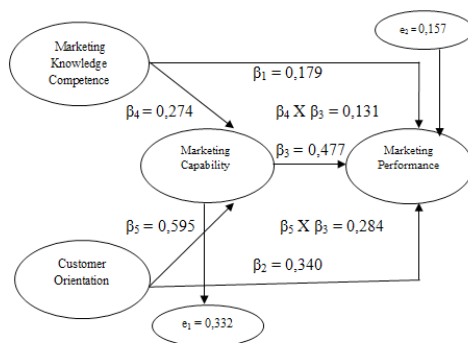 Marketing
Knowledge
Competence
e₂ = 0,157
β₁ = 0,179
β₄ = 0,274
β₄ X β₃ = 0,131
Marketing
Capability
β₃ = 0,477
Marketing
Performance
β₅ = 0,595
β₅ X β₃ = 0,284
Customer
Orientation
β₂ = 0,340
e₁ = 0,332